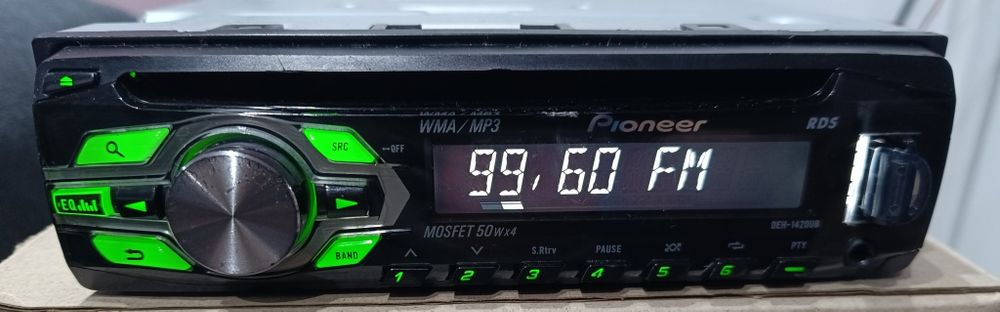 WMA/MP3
Pioneer
RDS
SRC
OFF
99.60 FM
EQ
MOSFET 50Wx4
DEH-1420UB
BAND
S.Rtrv
PAUSE
PTY
1
2
3
4
5
6